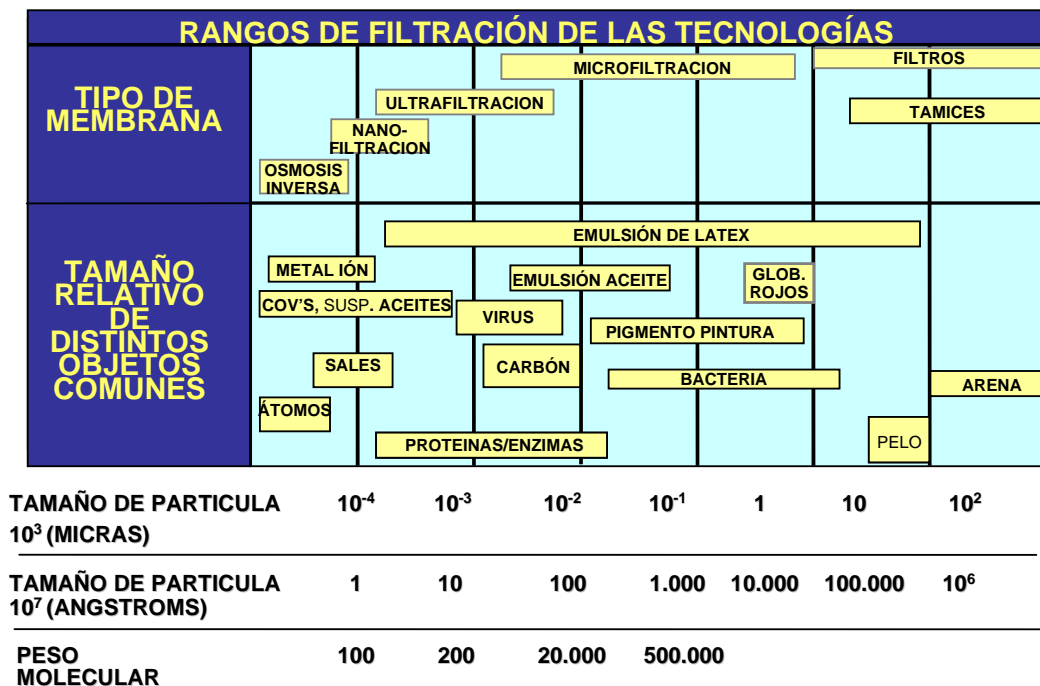 RANGOS DE FILTRACIÓN DE LAS TECNOLOGÍAS
TIPO DE
MEMBRANA
FILTROS
MICROFILTRACION
ULTRAFILTRACION
TAMICES
NANO-
FILTRACION
OSMOSIS
INVERSA
TAMAÑO
RELATIVO
DE
DISTINTOS
OBJETOS
COMUNES
EMULSIÓN DE LATEX
METAL IÓN
EMULSIÓN ACEITE
GLOB.
ROJOS
COV'S, SUSP. ACEITES
VIRUS
PIGMENTO PINTURA
SALES
CARBÓN
BACTERIA
ARENA
ÁTOMOS
PROTEINAS/ENZIMAS
PELO
TAMAÑO DE PARTICULA 10⁻⁴ 10⁻³ 10⁻² 10⁻¹ 1 10 10²
10³ (MICRAS)
TAMAÑO DE PARTICULA 1 10 100 1.000 10.000 100.000 10⁶
10⁷ (ANGSTROMS)
PESO 100 200 20.000 500.000
MOLECULAR